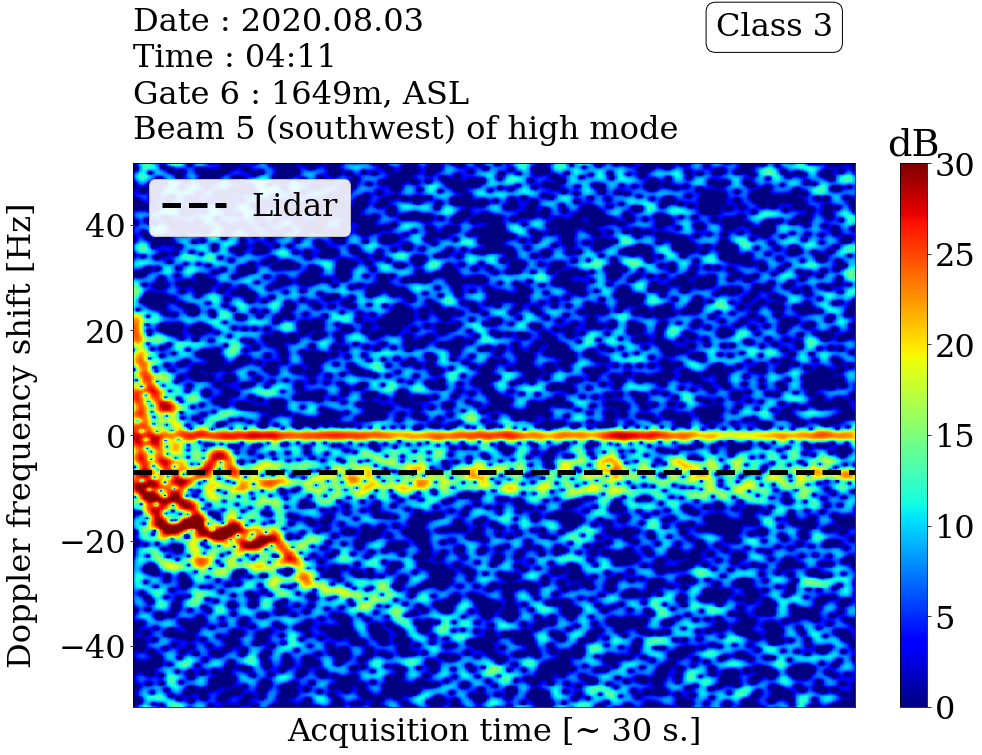 Date : 2020.08.03
Time : 04:11
Gate 6 : 1649m, ASL
Beam 5 (southwest) of high mode
Class 3
dB
Lidar
Doppler frequency shift [Hz]
40
20
0
−20
−40
30
25
20
15
10
5
0
Acquisition time [~ 30 s.]